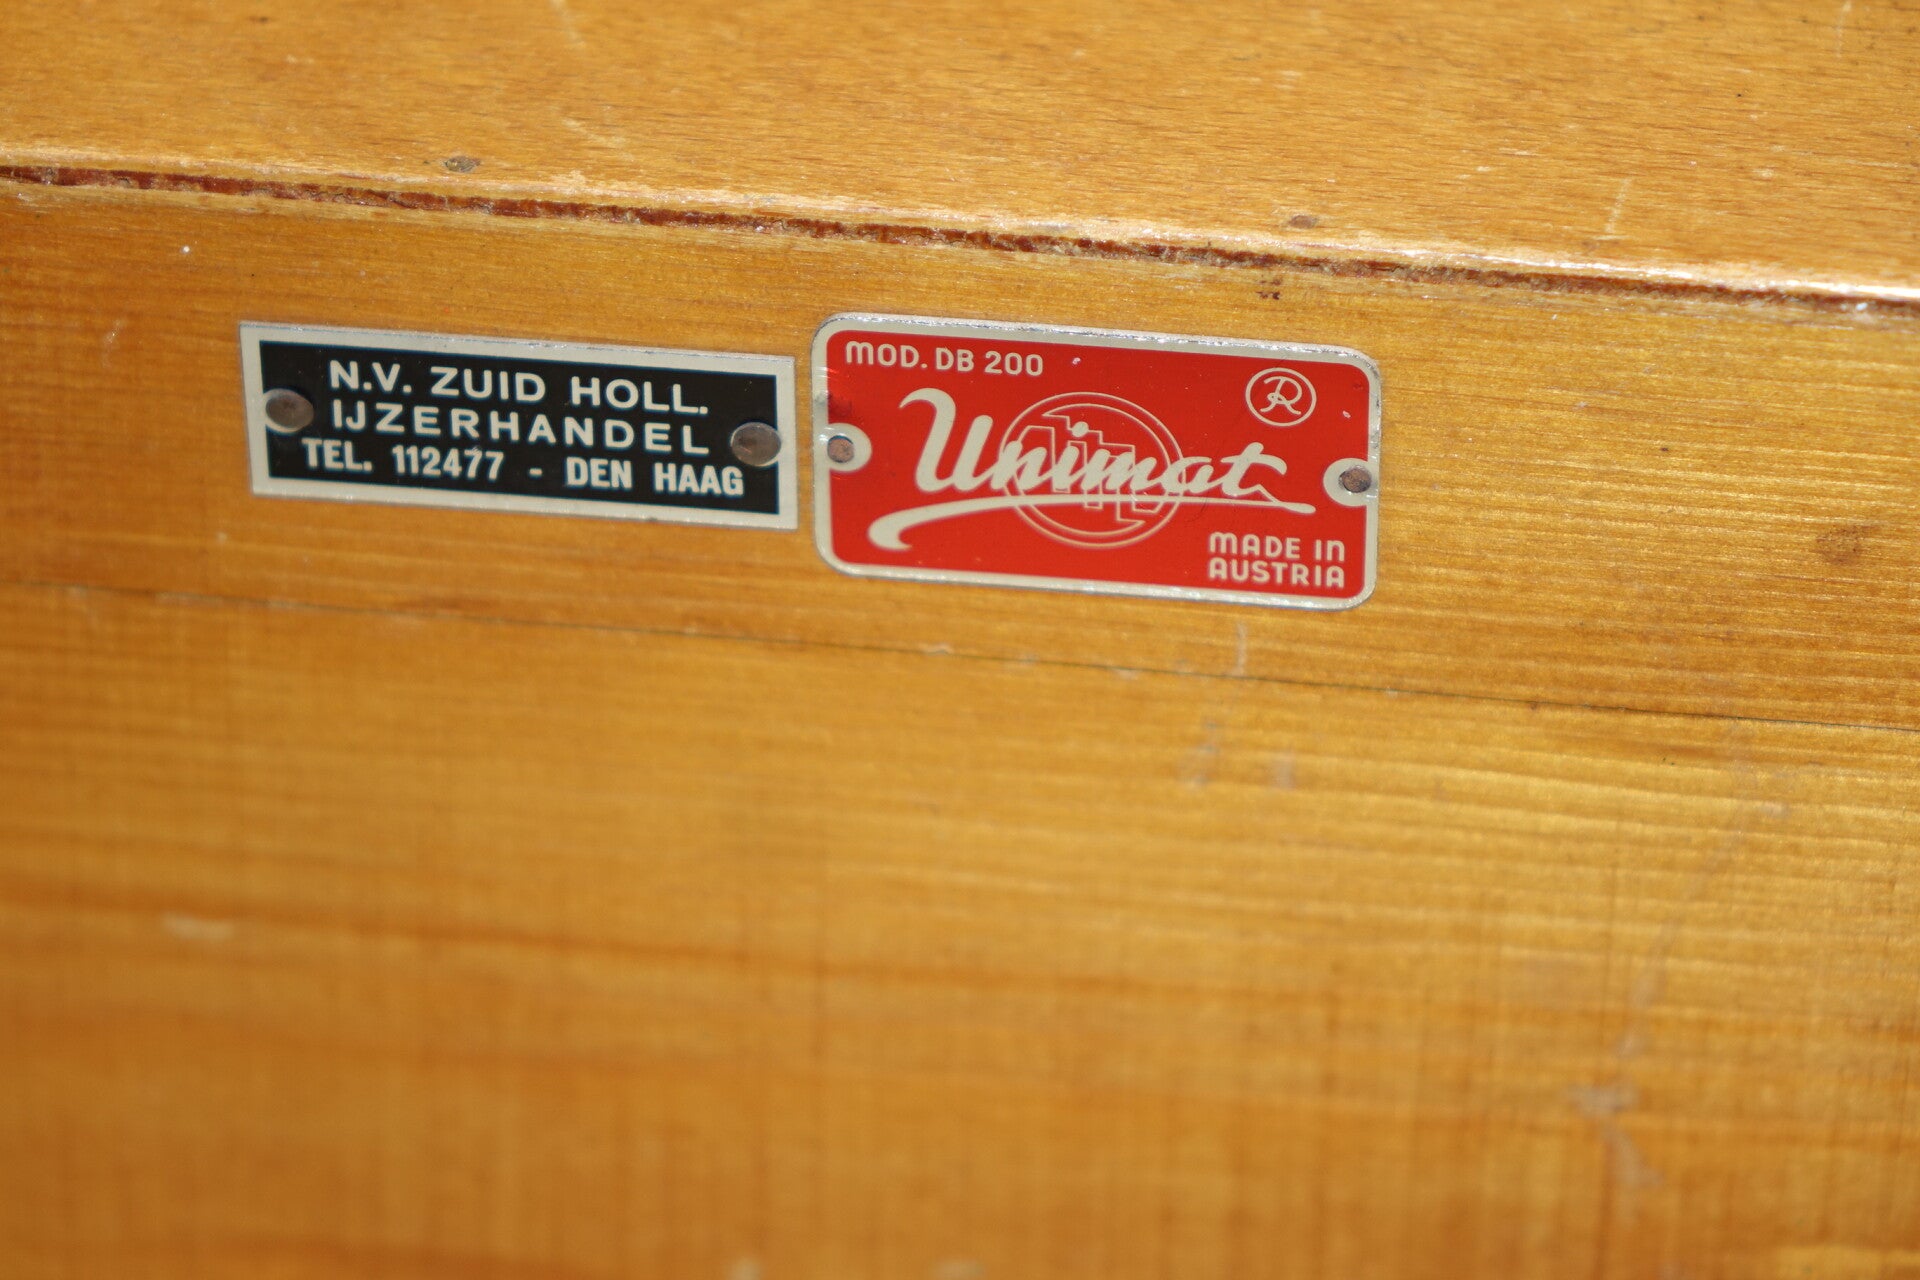 N.V. ZUID HOLL.
IJZERHANDEL
TEL. 112477 - DEN HAAG
MOD. DB 200
R
Unimat
MADE IN
AUSTRIA